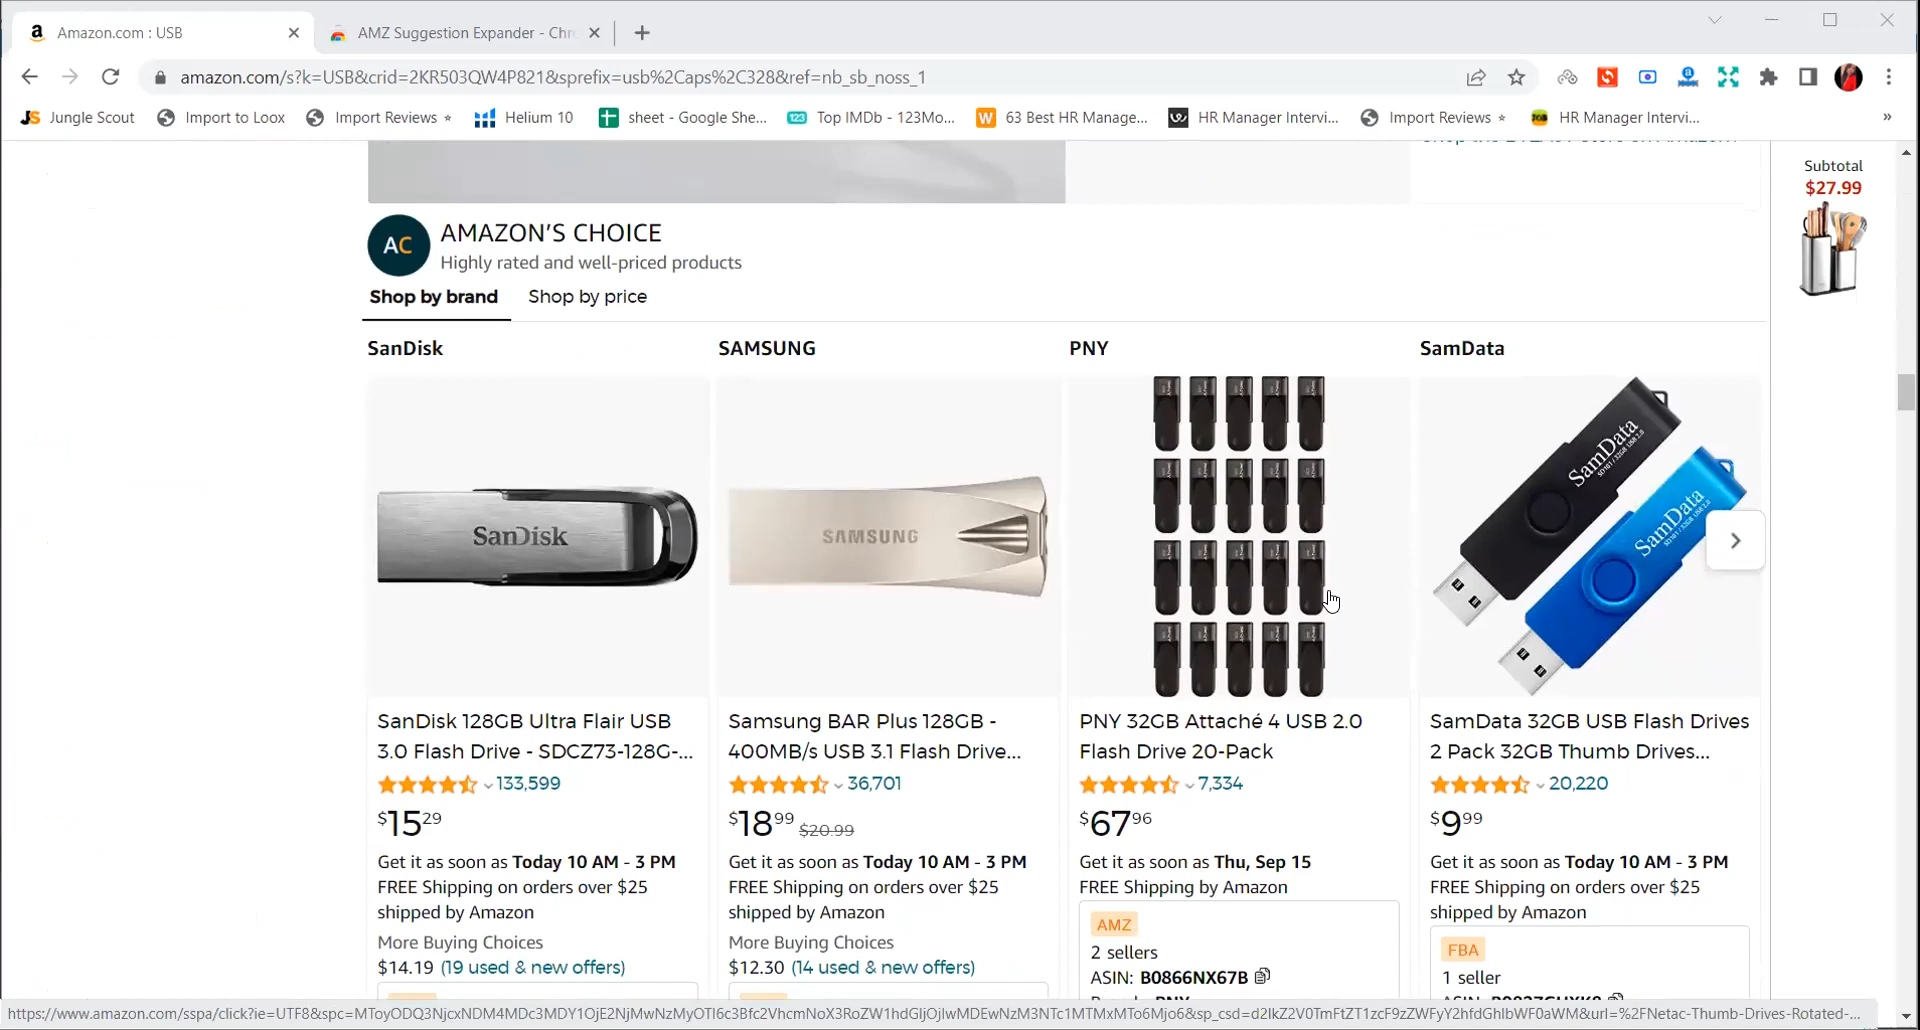 Amazon.com : USB
AMZ Suggestion Expander - Chr
amazon.com/s?k=USB&crid=2KR503QW4P821&sprefix=usb%2Caps%2C328&ref=nb_sb_noss_1
Jungle Scout
Import to Loox
Import Reviews
Helium 10
sheet - Google She...
Top IMDb - 123Mo...
63 Best HR Manage...
HR Manager Intervi...
Import Reviews
HR Manager Intervi...
»
Subtotal
$27.99
AC
AMAZON'S CHOICE
Highly rated and well-priced products
Shop by brand
Shop by price
SanDisk
SAMSUNG
PNY
SamData
SanDisk
SAMSUNG
SamData
SamData
SanDisk 128GB Ultra Flair USB
3.0 Flash Drive - SDCZ73-128G-...
133,599
$15 29
Get it as soon as Today 10 AM - 3 PM
FREE Shipping on orders over $25
shipped by Amazon
More Buying Choices
$14.19 (19 used & new offers)
Samsung BAR Plus 128GB -
400MB/s USB 3.1 Flash Drive...
36,701
$18 99 $20.99
Get it as soon as Today 10 AM - 3 PM
FREE Shipping on orders over $25
shipped by Amazon
More Buying Choices
$12.30 (14 used & new offers)
PNY 32GB Attaché 4 USB 2.0
Flash Drive 20-Pack
7,334
$67 96
Get it as soon as Thu, Sep 15
FREE Shipping by Amazon
AMZ
2 sellers
ASIN: B0866NX67B
SamData 32GB USB Flash Drives
2 Pack 32GB Thumb Drives...
20,220
$9 99
Get it as soon as Today 10 AM - 3 PM
FREE Shipping on orders over $25
shipped by Amazon
FBA
1 seller